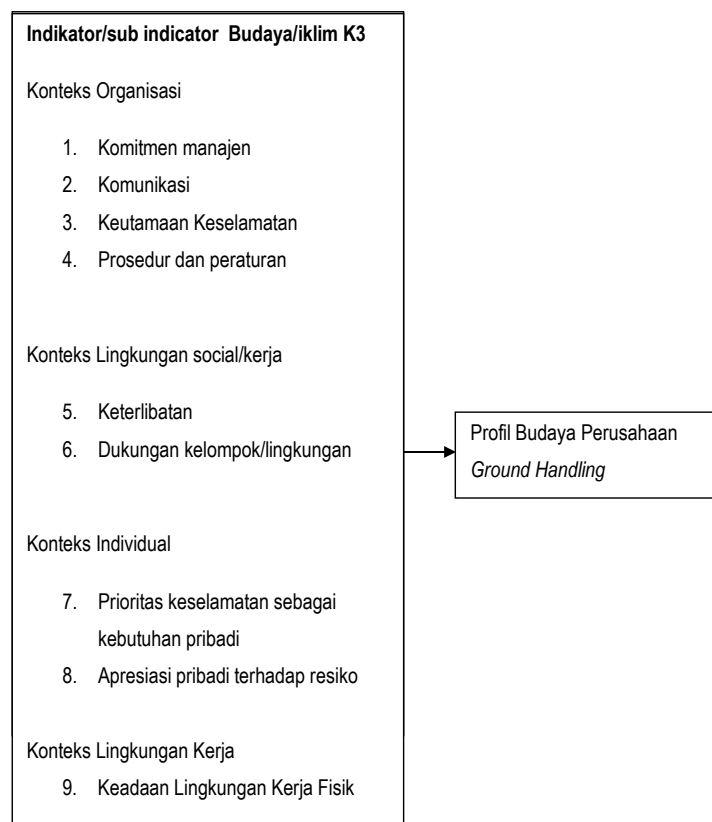 Indikator/sub indicator  Budaya/iklim K3
Konteks Organisasi
1. Komitmen manajen
2. Komunikasi
3. Keutamaan Keselamatan
4. Prosedur dan peraturan
Konteks Lingkungan social/kerja
5. Keterlibatan
6. Dukungan kelompok/lingkungan
Profil Budaya Perusahaan
Ground Handling
Konteks Individual
7. Prioritas keselamatan sebagai
kebutuhan pribadi
8. Apresiasi pribadi terhadap resiko
Konteks Lingkungan Kerja
9. Keadaan Lingkungan Kerja Fisik